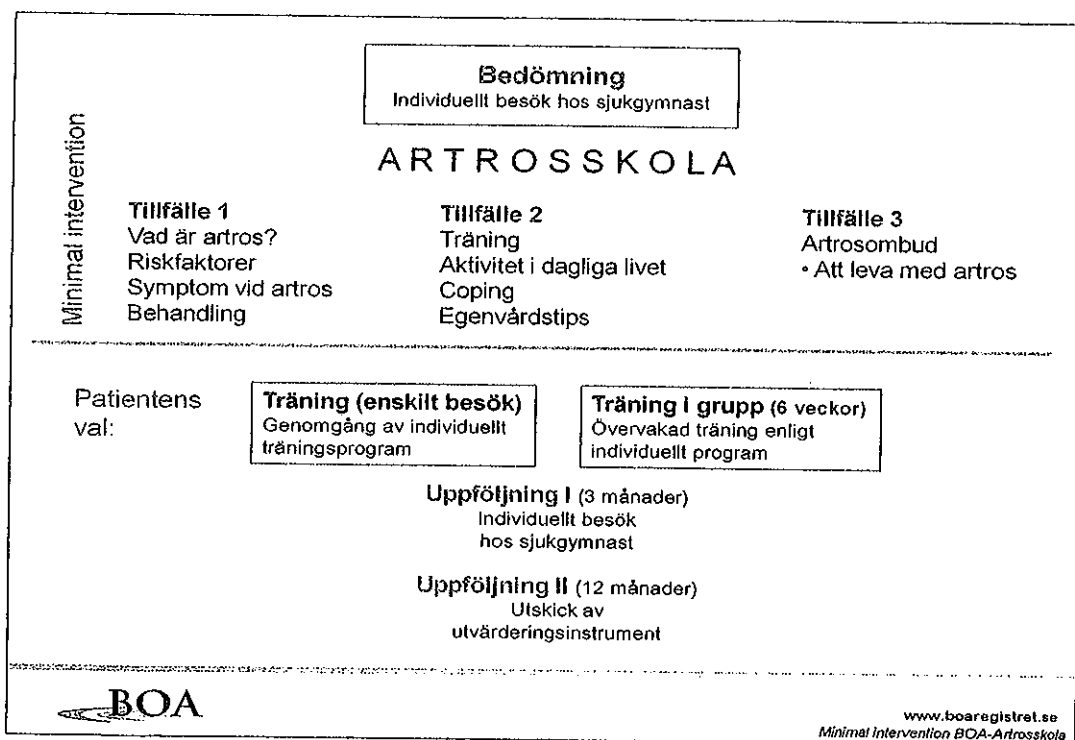 Minimal intervention
Bedömning
Individuellt besök hos sjukgymnast
ARTROSSKOLA
Tillfälle 1
Vad är artros?
Riskfaktorer
Symptom vid artros
Behandling
Tillfälle 2
Träning
Aktivitet i dagliga livet
Coping
Egenvårdstips
Tillfälle 3
Artrosombud
• Att leva med artros
Patientens
val:
Träning (enskilt besök)
Genomgång av individuellt
träningsprogram
Träning i grupp (6 veckor)
Övervakad träning enligt
individuellt program
Uppföljning I (3 månader)
Individuellt besök
hos sjukgymnast
Uppföljning II (12 månader)
Utskick av
utvärderingsinstrument
BOA
www.boaregistret.se
Minimal intervention BOA-Artrosskola